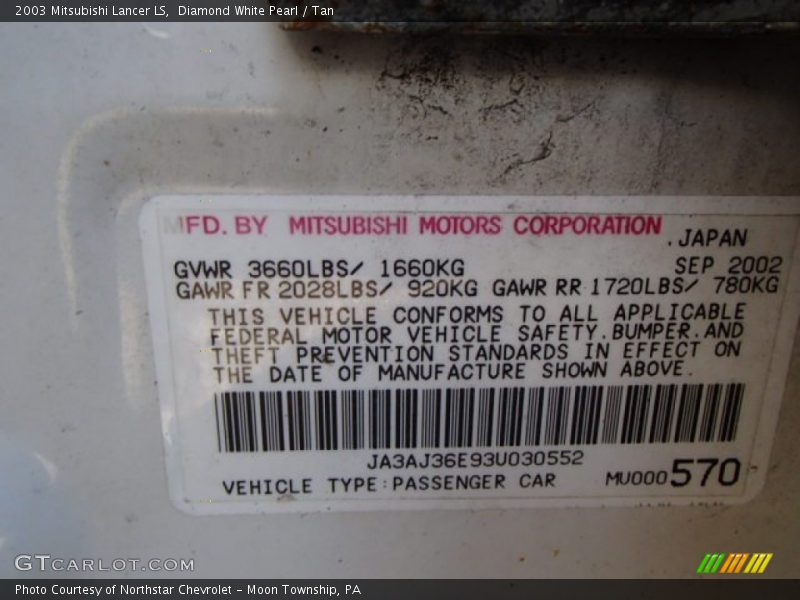 2003 Mitsubishi Lancer LS, Diamond White Pearl / Tan
MFD. BY MITSUBISHI MOTORS CORPORATION
.JAPAN
GVWR 3660LBS/ 1660KG SEP 2002
GAWR FR 2028LBS/ 920KG GAWR RR 1720LBS/ 780KG
THIS VEHICLE CONFORMS TO ALL APPLICABLE
FEDERAL MOTOR VEHICLE SAFETY.BUMPER.AND
THEFT PREVENTION STANDARDS IN EFFECT ON
THE DATE OF MANUFACTURE SHOWN ABOVE.
JA3AJ36E93U030552
VEHICLE TYPE:PASSENGER CAR MU000570
GTCARLOT.COM
Photo Courtesy of Northstar Chevrolet - Moon Township, PA